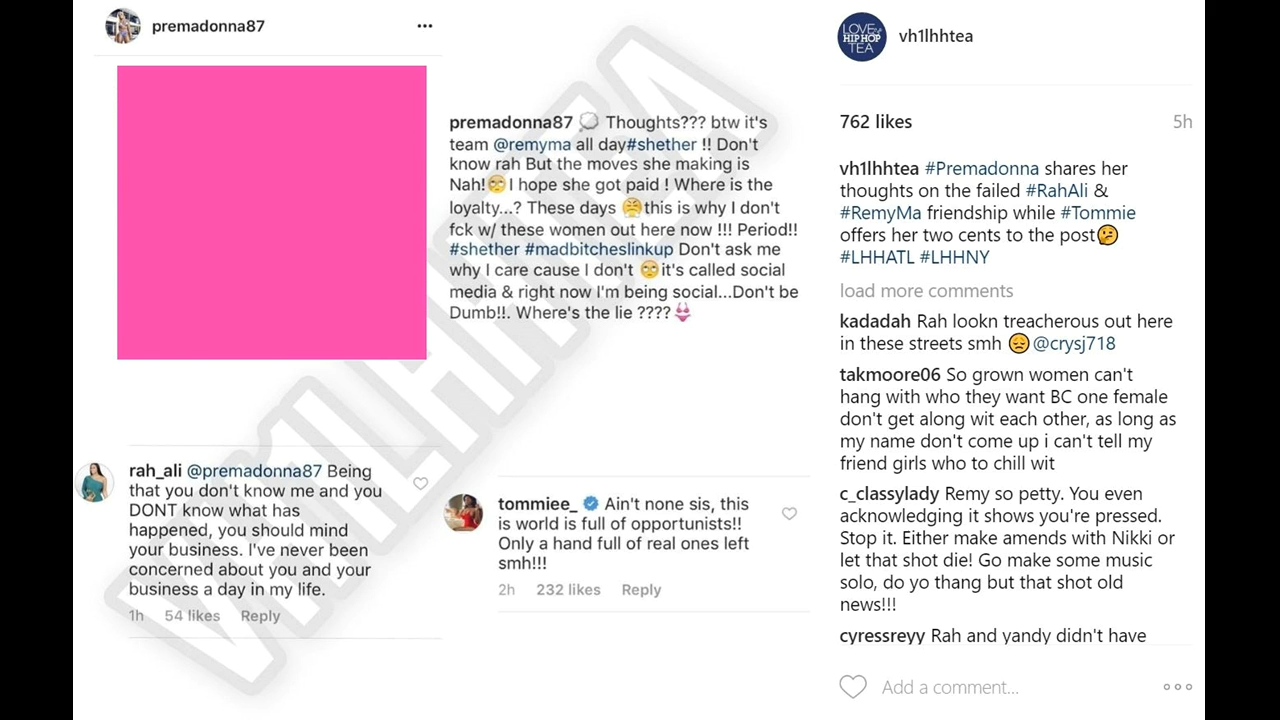 premadonna87
premadonna87 Thoughts??? btw it's
team @remyma all day#shether !! Don't
know rah But the moves she making is
Nah!🙄I hope she got paid ! Where is the
loyalty...? These days 😤this is why I don't
fck w/ these women out here now !!! Period!!
#shether #madbitcheslinkup Don't ask me
why I care cause I don't 🙄it's called social
media & right now I'm being social...Don't be
Dumb!!. Where's the lie ????👙
rah_ali @premadonna87 Being
that you don't know me and you
DONT know what has
happened, you should mind
your business. I've never been
concerned about you and your
business a day in my life.
1h 54 likes Reply
tommiee_ Ain't none sis, this
is world is full of opportunists!!
Only a hand full of real ones left
smh!!!
2h 232 likes Reply
VH1LHHTEA
LOVE
HIP HOP
TEA
vh1lhhtea
762 likes 5h
vh1lhhtea #Premadonna shares her
thoughts on the failed #RahAli &
#RemyMa friendship while #Tommie
offers her two cents to the post🤔
#LHHATL #LHHNY
load more comments
kadadah Rah lookn treacherous out here
in these streets smh 😞@crysj718
takmoore06 So grown women can't
hang with who they want BC one female
don't get along wit each other, as long as
my name don't come up i can't tell my
friend girls who to chill wit
c_classylady Remy so petty. You even
acknowledging it shows you're pressed.
Stop it. Either make amends with Nikki or
let that shot die! Go make some music
solo, do yo thang but that shot old
news!!!
cyressreyy Rah and yandy didn't have
Add a comment...